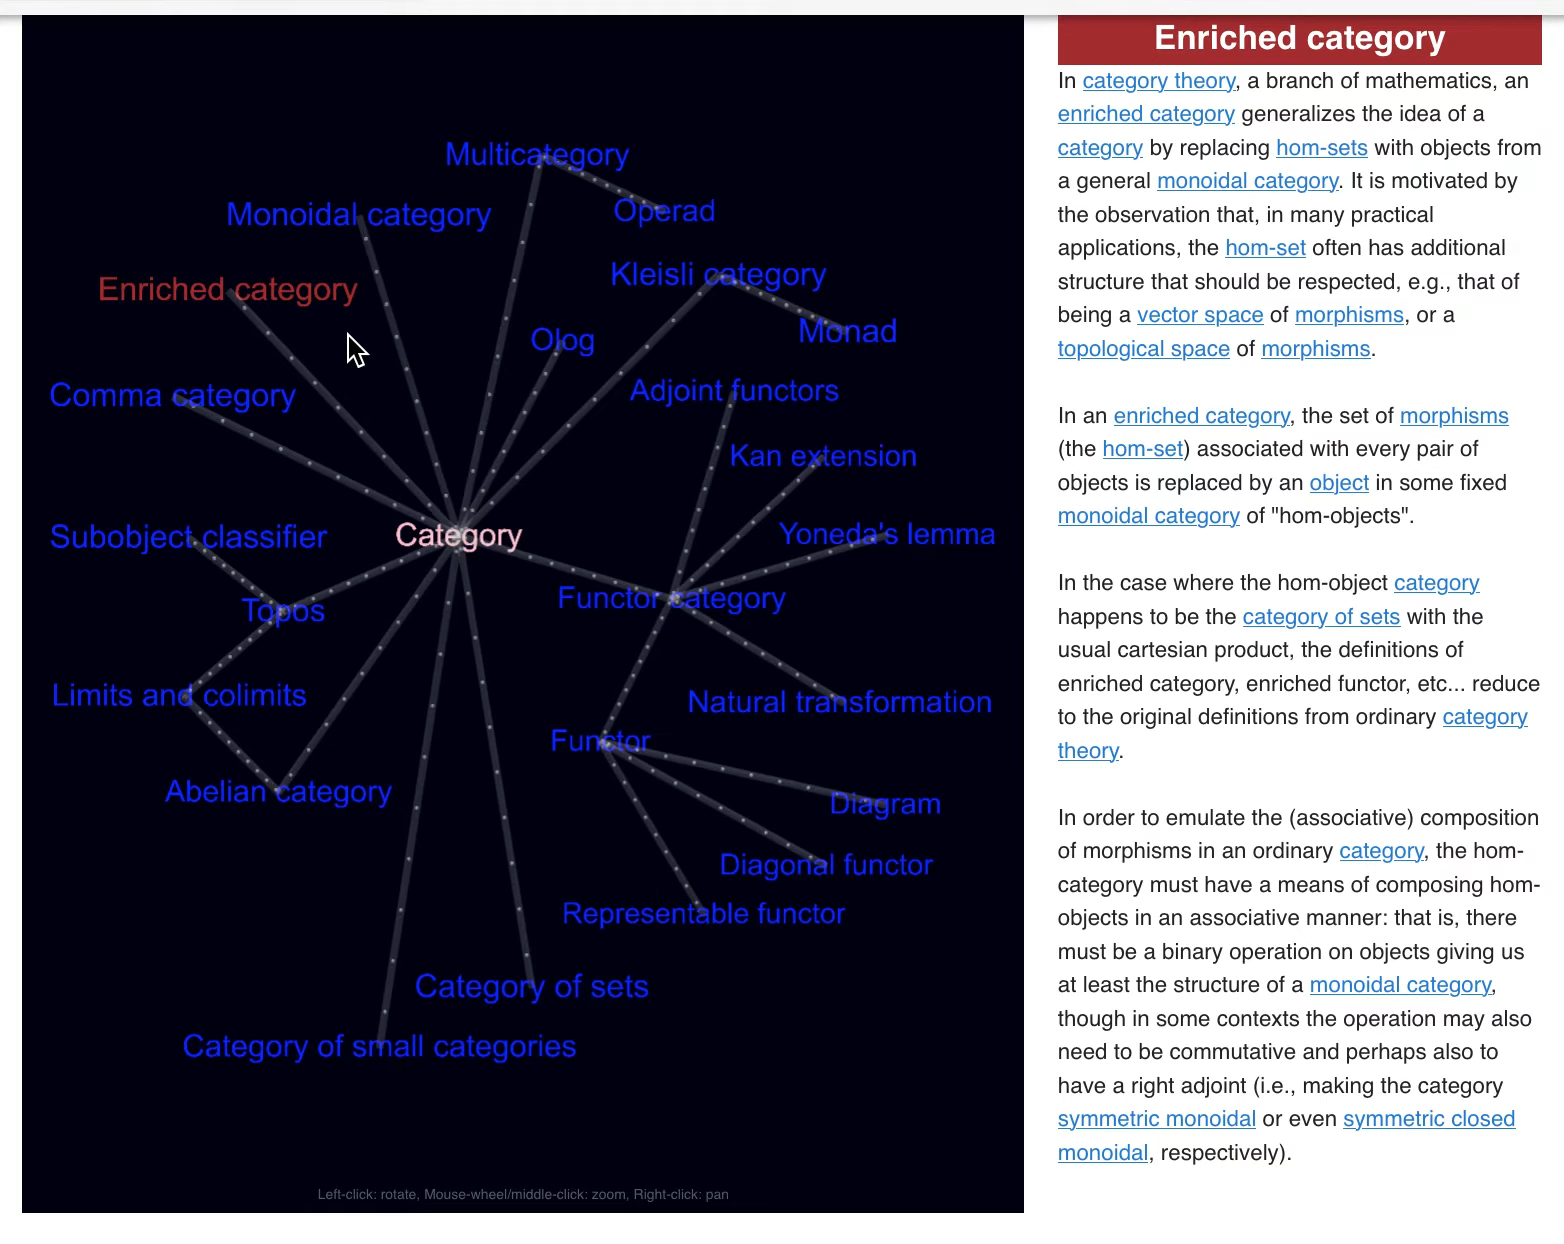 Multicategory
Monoidal category
Operad
Kleisli category
Enriched category
Monad
Olog
Adjoint functors
Comma category
Kan extension
Subobject classifier
Category
Yoneda's lemma
Functor category
Topos
Limits and colimits
Natural transformation
Functor
Abelian category
Diagram
Diagonal functor
Representable functor
Category of sets
Category of small categories
Left-click: rotate, Mouse-wheel/middle-click: zoom, Right-click: pan
Enriched category
In category theory, a branch of mathematics, an
enriched category generalizes the idea of a
category by replacing hom-sets with objects from
a general monoidal category. It is motivated by
the observation that, in many practical
applications, the hom-set often has additional
structure that should be respected, e.g., that of
being a vector space of morphisms, or a
topological space of morphisms.
In an enriched category, the set of morphisms
(the hom-set) associated with every pair of
objects is replaced by an object in some fixed
monoidal category of "hom-objects".
In the case where the hom-object category
happens to be the category of sets with the
usual cartesian product, the definitions of
enriched category, enriched functor, etc... reduce
to the original definitions from ordinary category
theory.
In order to emulate the (associative) composition
of morphisms in an ordinary category, the hom-
category must have a means of composing hom-
objects in an associative manner: that is, there
must be a binary operation on objects giving us
at least the structure of a monoidal category,
though in some contexts the operation may also
need to be commutative and perhaps also to
have a right adjoint (i.e., making the category
symmetric monoidal or even symmetric closed
monoidal, respectively).